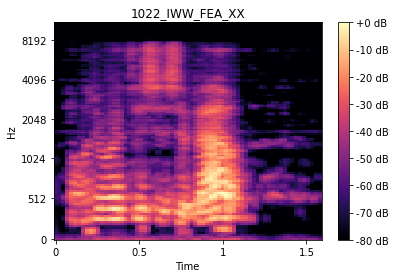 1022_IWW_FEA_XX
+0 dB
8192
-10 dB
4096
-20 dB
-30 dB
2048
Hz
-40 dB
1024
-50 dB
512
-60 dB
-70 dB
0
-80 dB
0 0.5 1 1.5
Time